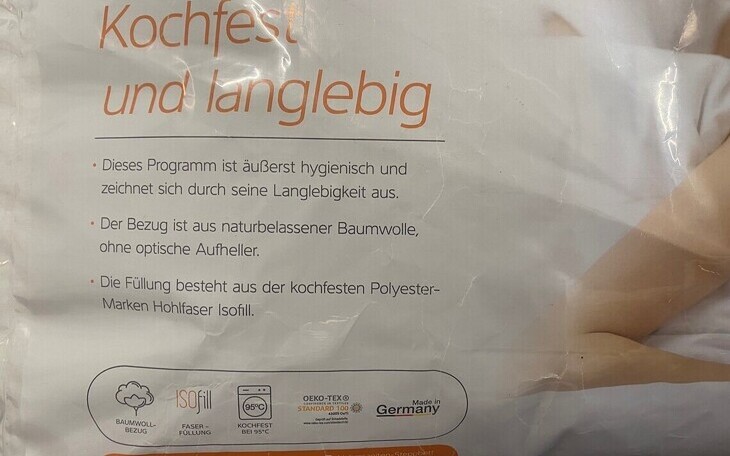 Kochfest
und langlebig
• Dieses Programm ist äußerst hygienisch und
zeichnet sich durch seine Langlebigkeit aus.
• Der Bezug ist aus naturbelassener Baumwolle,
ohne optische Aufheller.
• Die Füllung besteht aus der kochfesten Polyester-
Marken Hohlfaser Isofill.
BAUMWOLL-
BEZUG
ISOfill
FASER -
FÜLLUNG
95°C
KOCHFEST
BEI 95°C
OEKO-TEX®
STANDARD 100
Made in
Germany